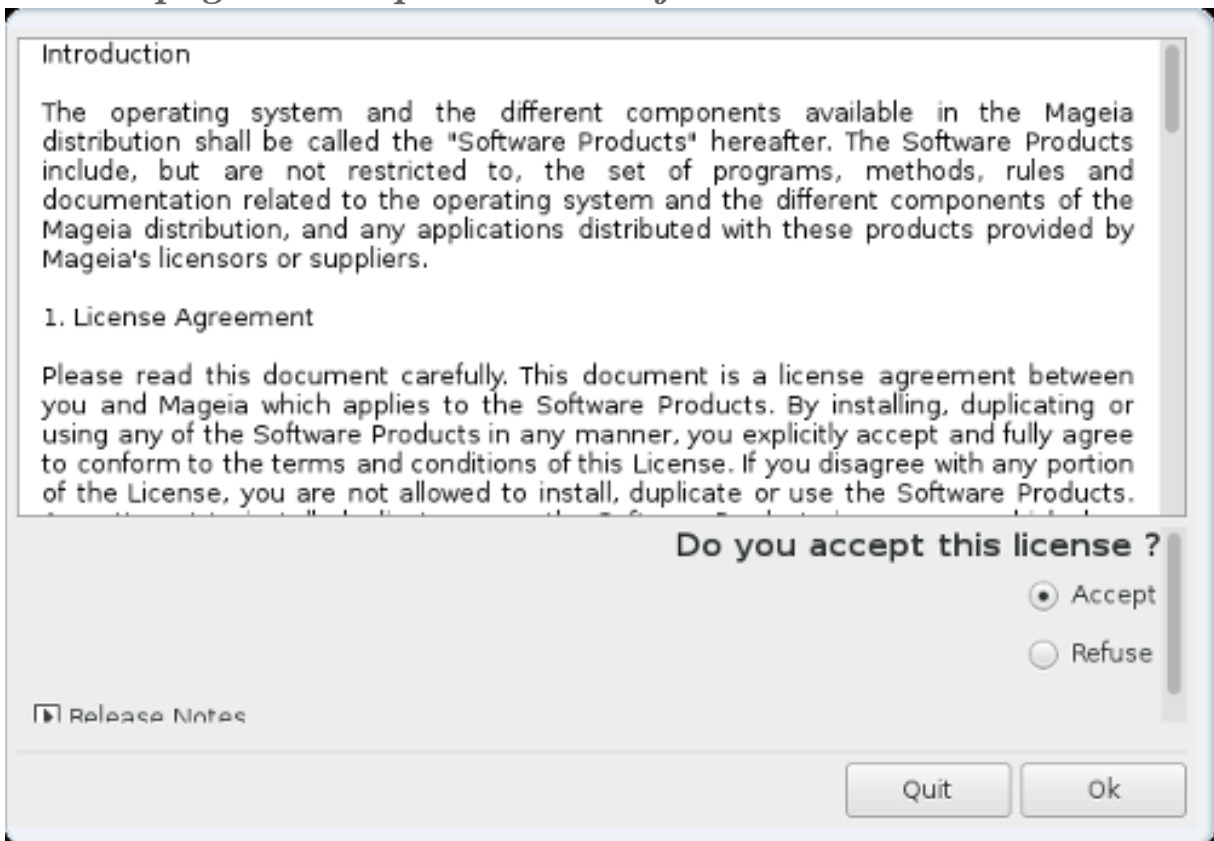 Introduction
The operating system and the different components available in the Mageia
distribution shall be called the "Software Products" hereafter. The Software Products
include, but are not restricted to, the set of programs, methods, rules and
documentation related to the operating system and the different components of the
Mageia distribution, and any applications distributed with these products provided by
Mageia's licensors or suppliers.
1. License Agreement
Please read this document carefully. This document is a license agreement between
you and Mageia which applies to the Software Products. By installing, duplicating or
using any of the Software Products in any manner, you explicitly accept and fully agree
to conform to the terms and conditions of this License. If you disagree with any portion
of the License, you are not allowed to install, duplicate or use the Software Products.
Do you accept this license ?
Accept
Refuse
Release Notes
Quit
Ok